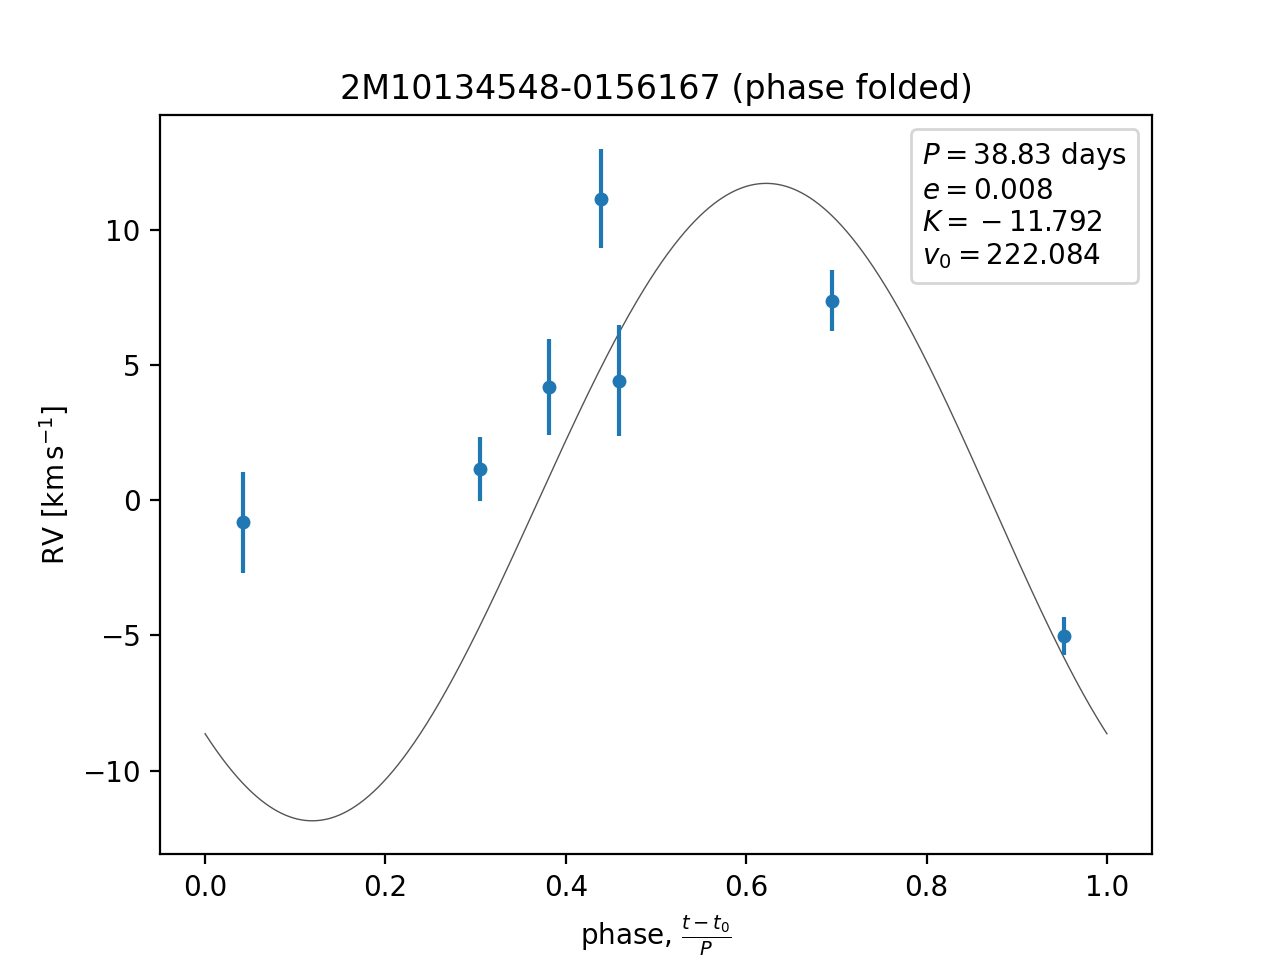 2M10134548-0156167 (phase folded)
P = 38.83 days
e = 0.008
K = −11.792
v₀ = 222.084
RV [km s⁻¹]
10
5
0
−5
−10
0.0 0.2 0.4 0.6 0.8 1.0
phase, (t − t₀)/P